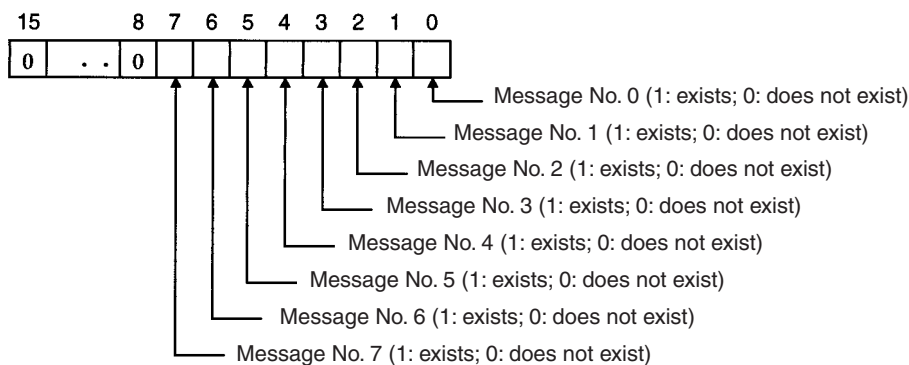 15 8 7 6 5 4 3 2 1 0
0 . . 0
Message No. 0 (1: exists; 0: does not exist)
Message No. 1 (1: exists; 0: does not exist)
Message No. 2 (1: exists; 0: does not exist)
Message No. 3 (1: exists; 0: does not exist)
Message No. 4 (1: exists; 0: does not exist)
Message No. 5 (1: exists; 0: does not exist)
Message No. 6 (1: exists; 0: does not exist)
Message No. 7 (1: exists; 0: does not exist)